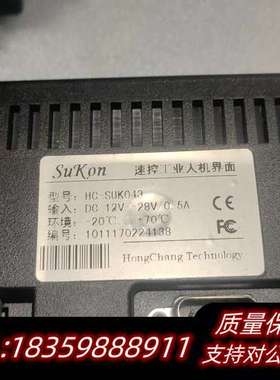 SuKon 速控工业人机界面
型号: HC-SUK043
输入: DC 12V -28V 0.5A
环境: -20℃ +70℃
编号: 1011170224138
CE FC
HongChang Technology
质量保证
:18359888911
支持对公